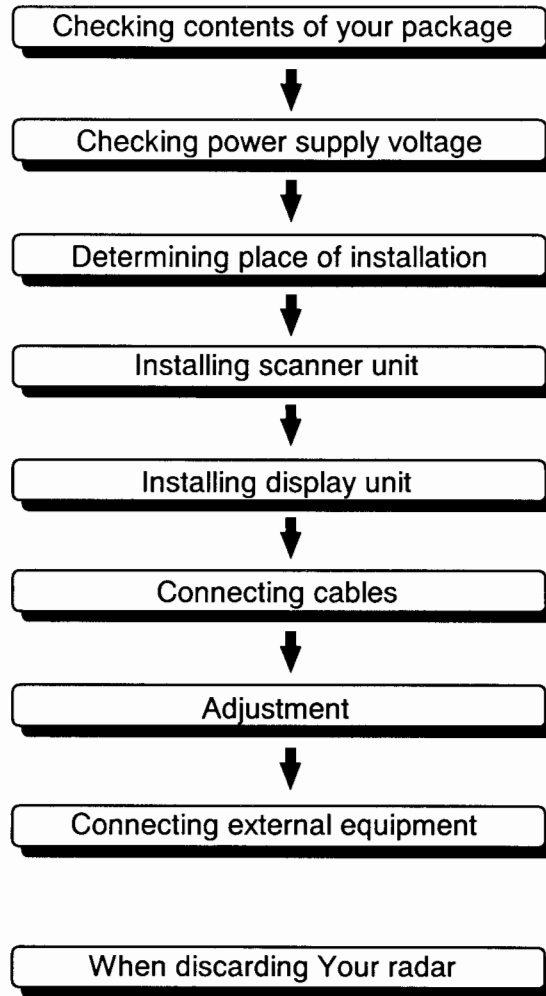 Checking contents of your package
Checking power supply voltage
Determining place of installation
Installing scanner unit
Installing display unit
Connecting cables
Adjustment
Connecting external equipment
When discarding Your radar